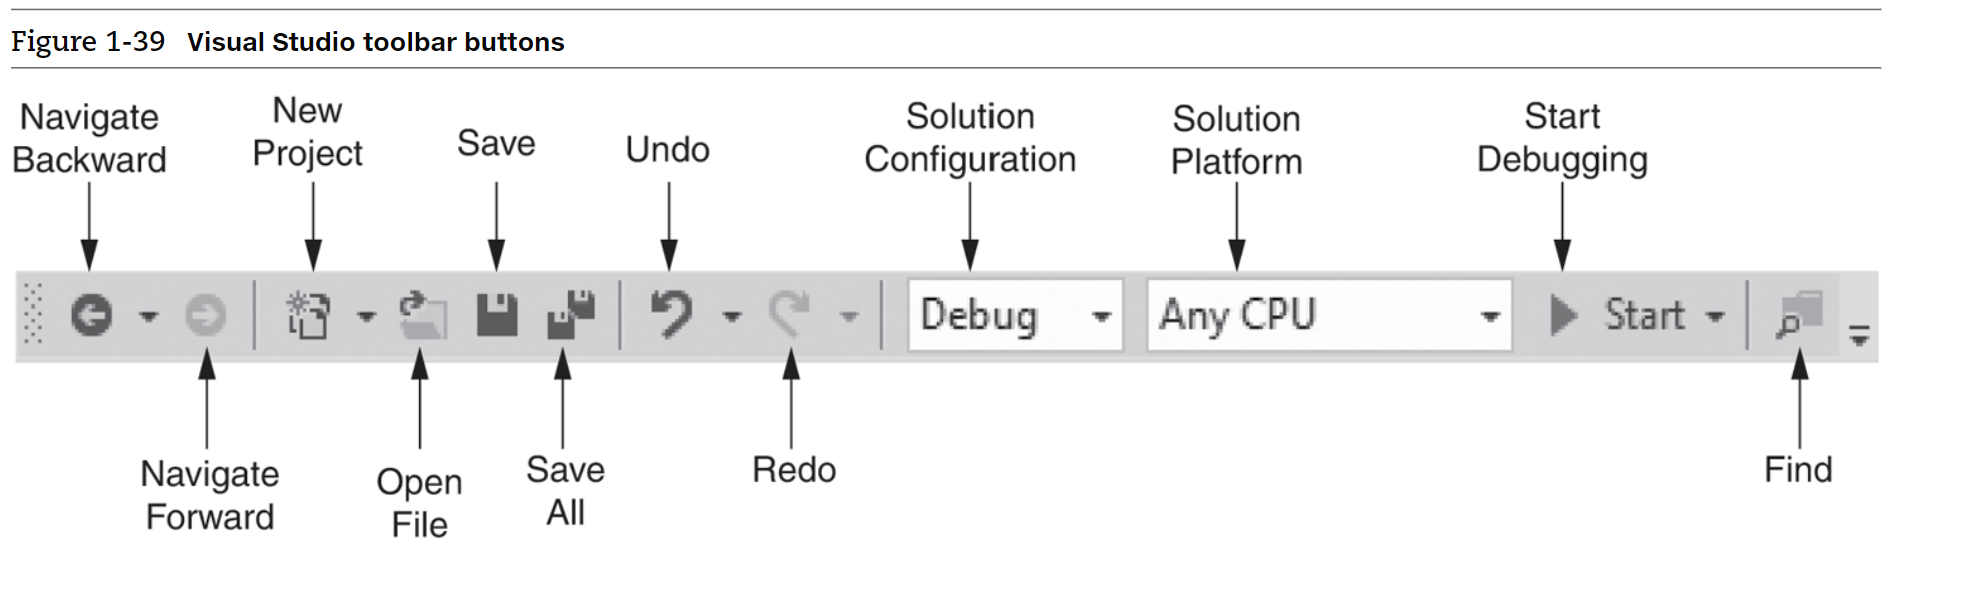 Figure 1-39 Visual Studio toolbar buttons
Navigate
Backward
New
Project
Save
Undo
Solution
Configuration
Solution
Platform
Start
Debugging
Debug
Any CPU
Start
Navigate
Forward
Open
File
Save
All
Redo
Find